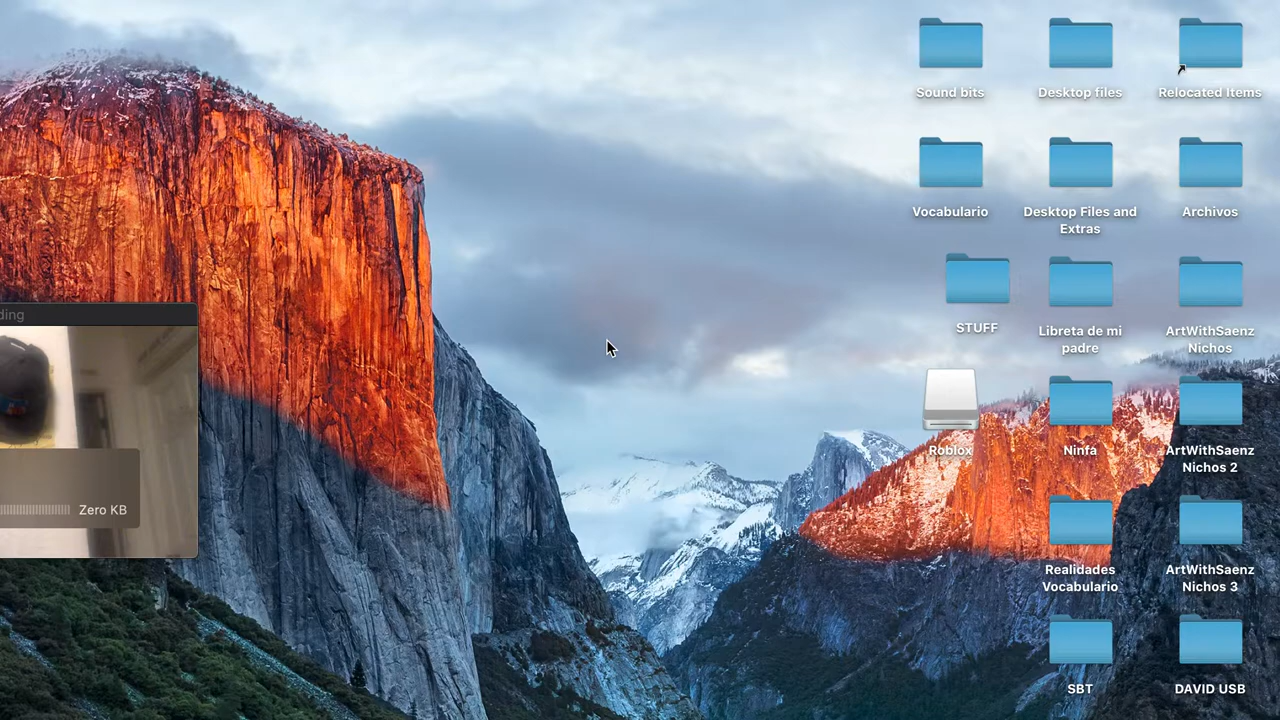 Sound bits
Desktop files
Relocated Items
Vocabulario
Desktop Files and
Extras
Archivos
STUFF
Libreta de mi
padre
ArtWithSaenz
Nichos
ding
Roblox
Ninfa
ArtWithSaenz
Nichos 2
Zero KB
Realidades
Vocabulario
ArtWithSaenz
Nichos 3
SBT
DAVID USB